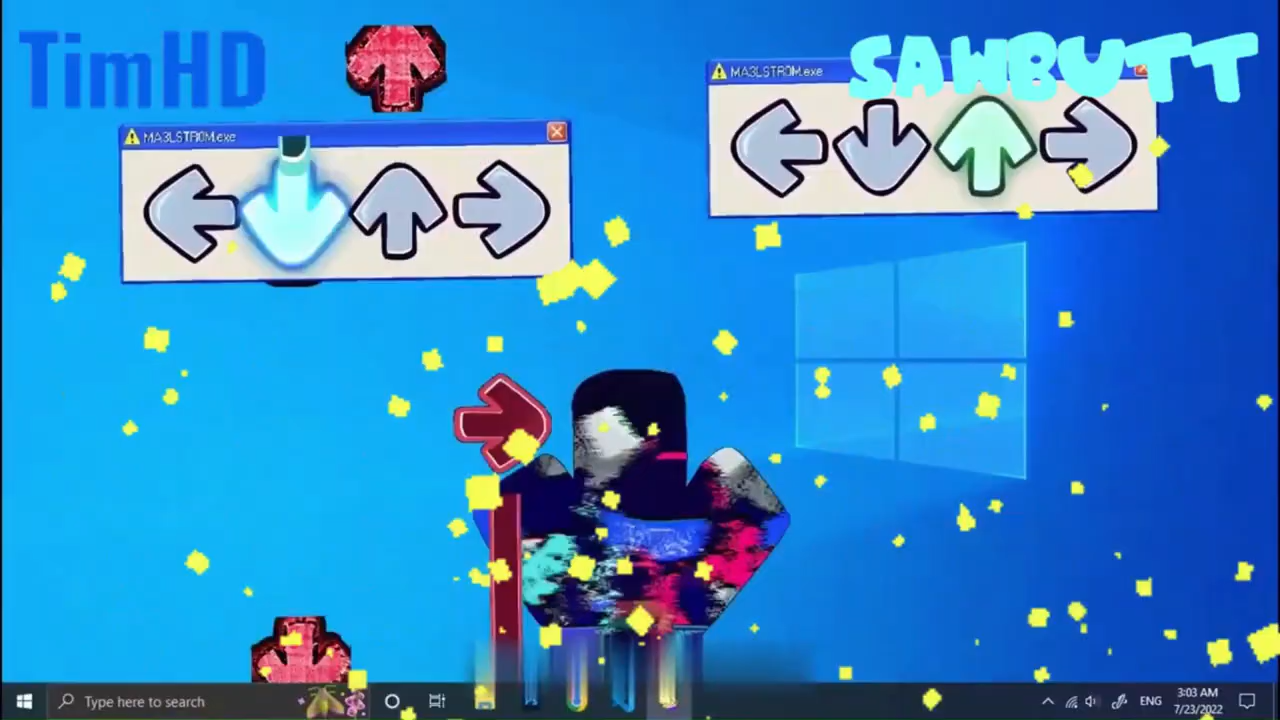 TimHD
SAWBUTT
MA3LSTR0M.exe
MA3LSTR0M.exe
Type here to search
ENG
3:03 AM
7/23/2022